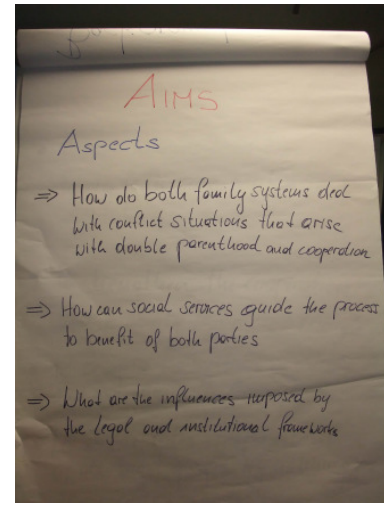 AIMS
Aspects
⇒ How do both family systems deal
with conflict situations that arise
with double parenthood and cooperation
⇒ How can social services guide the process
to benefit of both parties
⇒ What are the influences imposed by
the legal and institutional frameworks